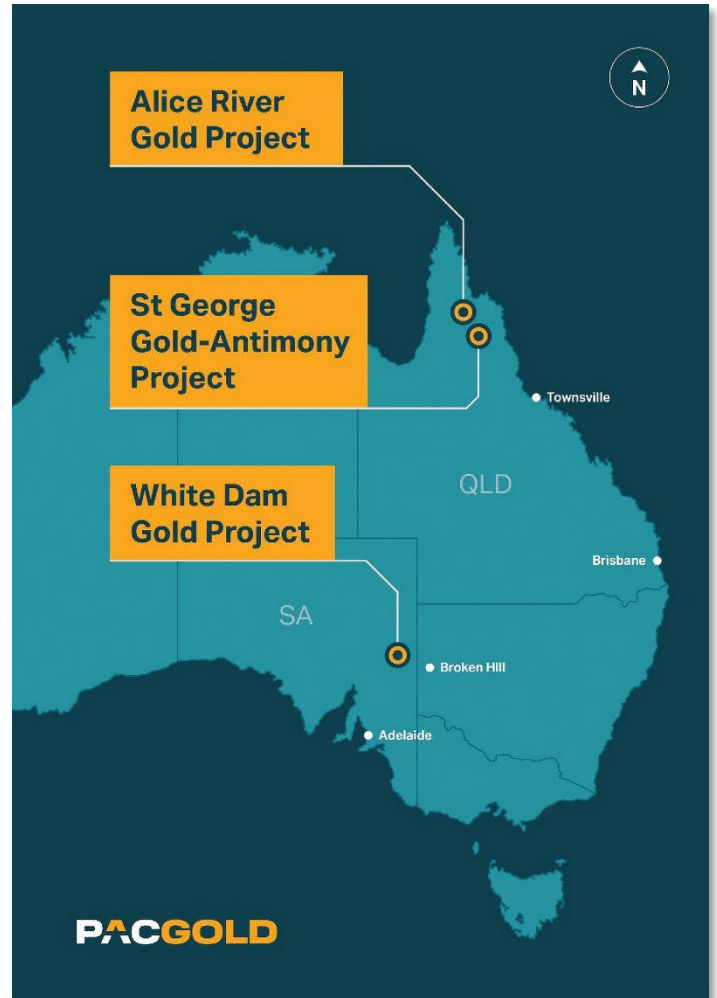 N
Alice River
Gold Project
St George
Gold-Antimony
Project
Townsville
White Dam
Gold Project
QLD
Brisbane
SA
Broken Hill
Adelaide
PACGOLD